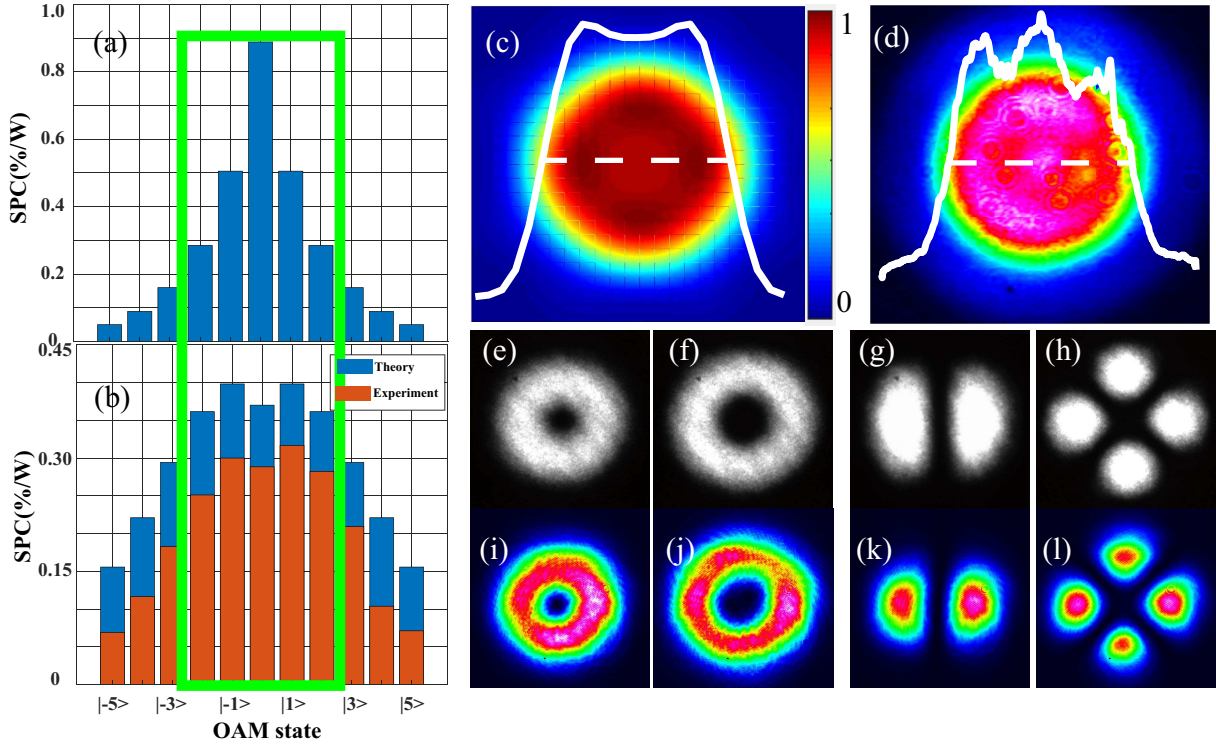 (a)
SPC(%/W)
1.0
0.8
0.6
0.4
0.2
0
(b)
SPC(%/W)
0.45
0.30
0.15
0
Theory
Experiment
|-5> |-3> |-1> |1> |3> |5>
OAM state
(c)
1
0
(d)
(e)
(f)
(g)
(h)
(i)
(j)
(k)
(l)